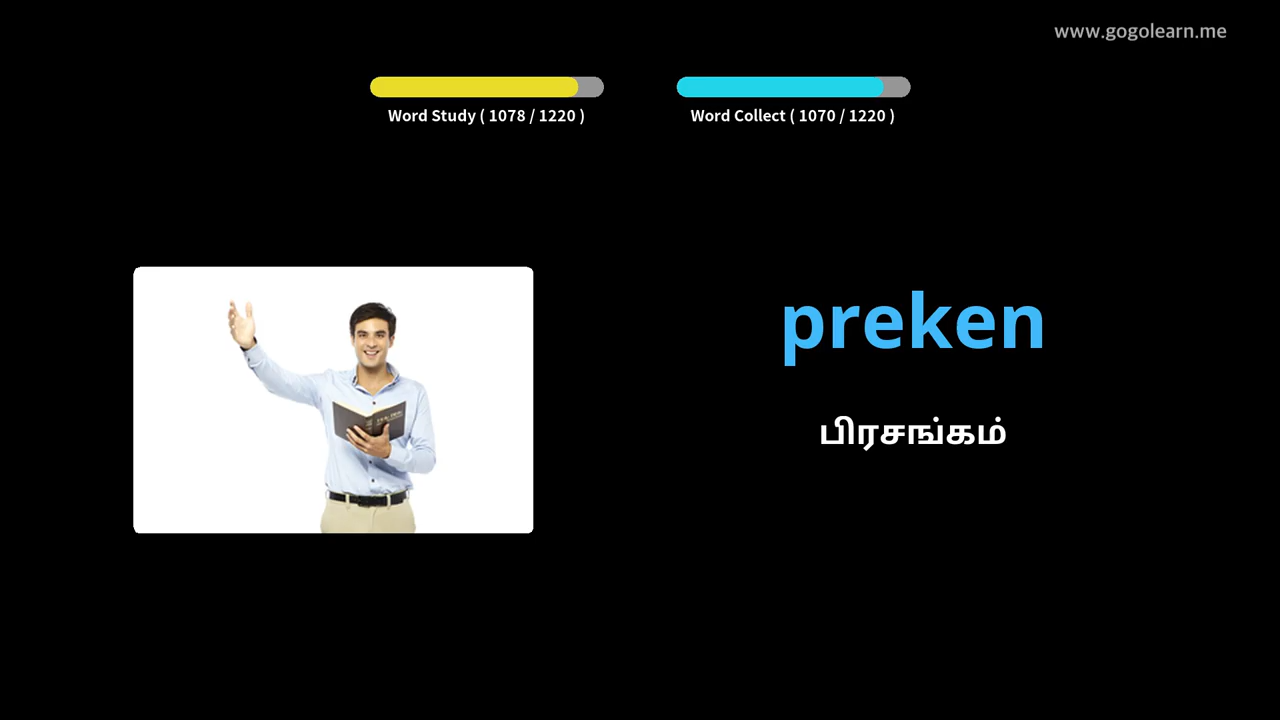 www.gogolearn.me
Word Study ( 1078 / 1220 )
Word Collect ( 1070 / 1220 )
preken
பிரசங்கம்